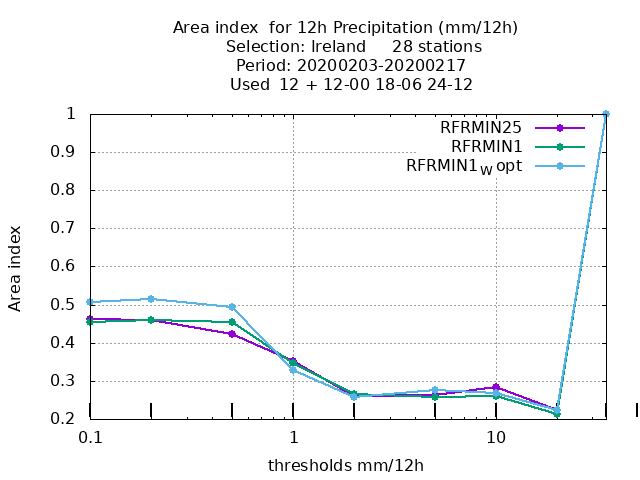 Area index  for 12h Precipitation (mm/12h)
Selection: Ireland     28 stations
Period: 20200203-20200217
Used  12 + 12-00 18-06 24-12
RFRMIN25
RFRMIN1
RFRMIN1_W opt
1
0.9
0.8
0.7
0.6
0.5
0.4
0.3
0.2
Area index
0.1 1 10
thresholds mm/12h